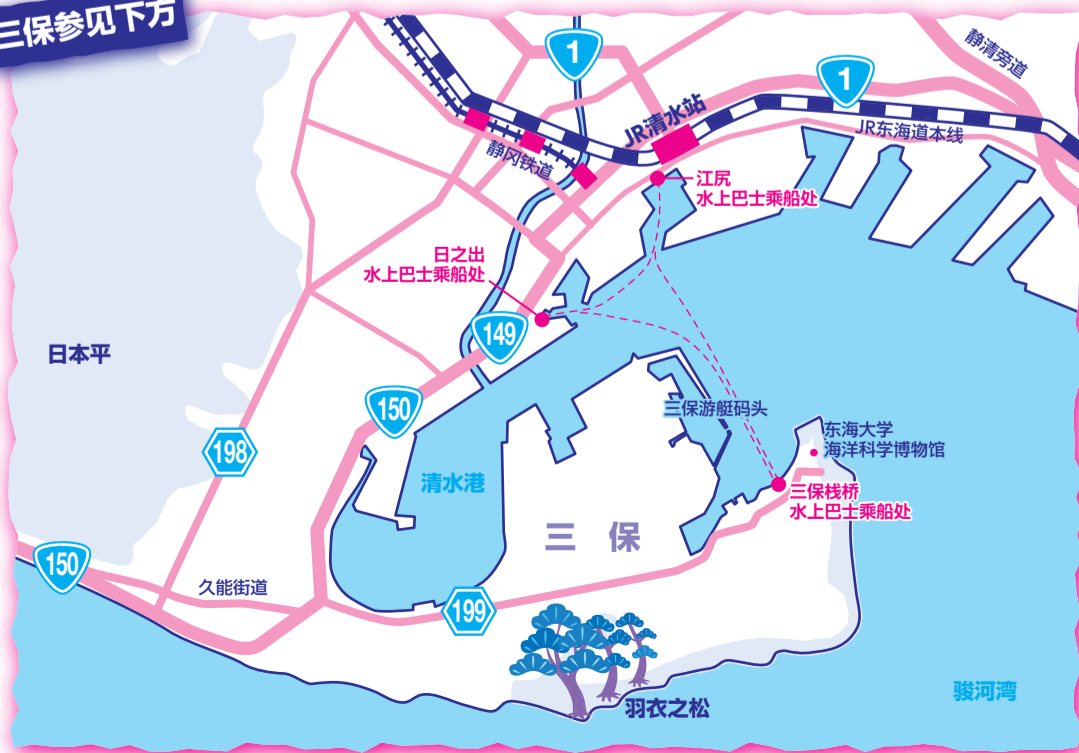 三保参见下方
1
1
静清旁道
JR清水站
JR东海道本线
静冈铁道
江尻
水上巴士乘船处
日之出
水上巴士乘船处
149
日本平
150
三保游艇码头
198
东海大学
海洋科学博物馆
清水港
三保栈桥
水上巴士乘船处
三 保
150
久能街道
199
羽衣之松
骏河湾